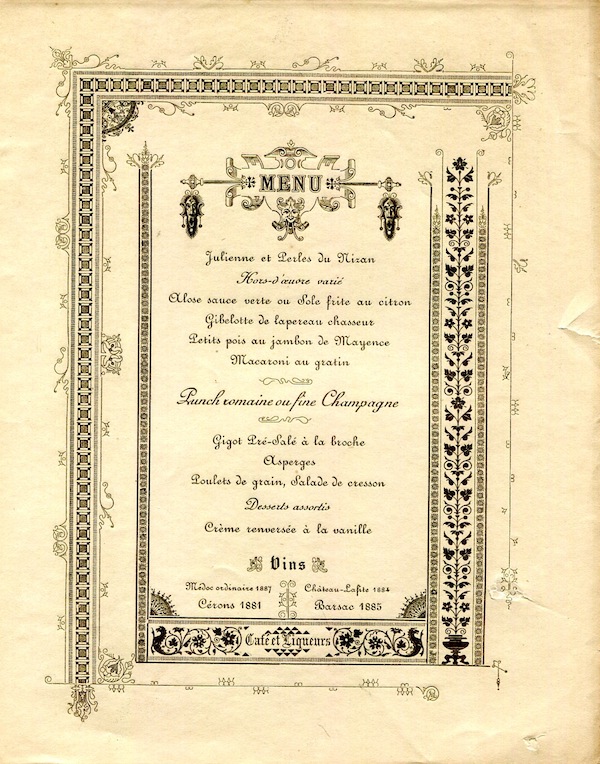 MENU
Julienne et Perles du Nizan
Hors-d'œuvre varié
Alose sauce verte ou Sole frite au citron
Gibelotte de lapereau chasseur
Petits pois au jambon de Mayence
Macaroni au gratin
Punch romaine ou fine Champagne
Gigot Pré-Salé à la broche
Asperges
Poulets de grain, Salade de cresson
Desserts assortis
Crème renversée à la vanille
Vins
Médoc ordinaire 1887 Château-Lafite 1884
Cérons 1881 Barsac 1885
Café et Liqueurs